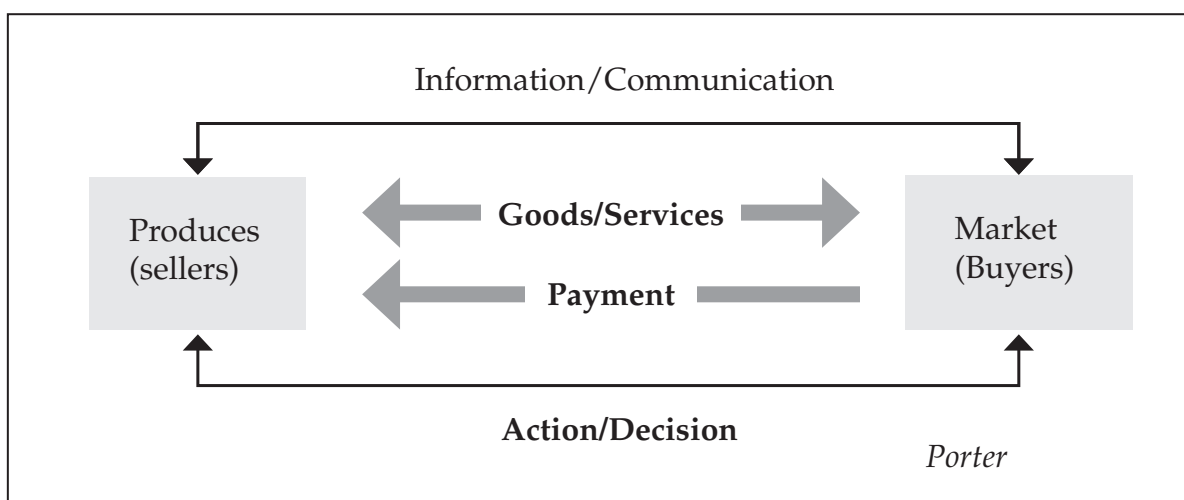 Information/Communication
Produces
(sellers)
Goods/Services
Payment
Market
(Buyers)
Action/Decision
Porter